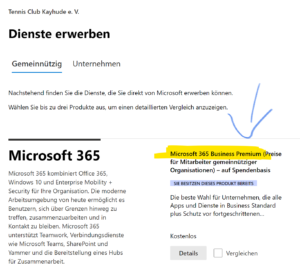 Tennis Club Kayhude e. V.
Dienste erwerben
Gemeinnützig Unternehmen
Nachstehend finden Sie die Dienste, die Sie direkt von Microsoft erwerben können.
Wählen Sie bis zu drei Produkte aus, um einen detaillierten Vergleich anzuzeigen.
Microsoft 365
Microsoft 365 kombiniert Office 365,
Windows 10 und Enterprise Mobility +
Security für Ihre Organisation. Die moderne
Arbeitsumgebung von heute ermöglicht es
Benutzern, sich über Grenzen hinweg zu
treffen, zusammenzuarbeiten und in
Kontakt zu bleiben. Microsoft 365
unterstützt Teamwork, Verbindungsdienste
wie Microsoft Teams, SharePoint und
Yammer und die Bereitstellung eines Hubs
für Zusammenarbeit.
Microsoft 365 Business Premium (Preise
für Mitarbeiter gemeinnütziger
Organisationen) – auf Spendenbasis
SIE BESITZEN DIESES PRODUKT BEREITS
Die beste Wahl für Unternehmen, die alle
Apps und Dienste in Business Standard
plus Schutz vor fortgeschrittenen...
Kostenlos
Details Vergleichen